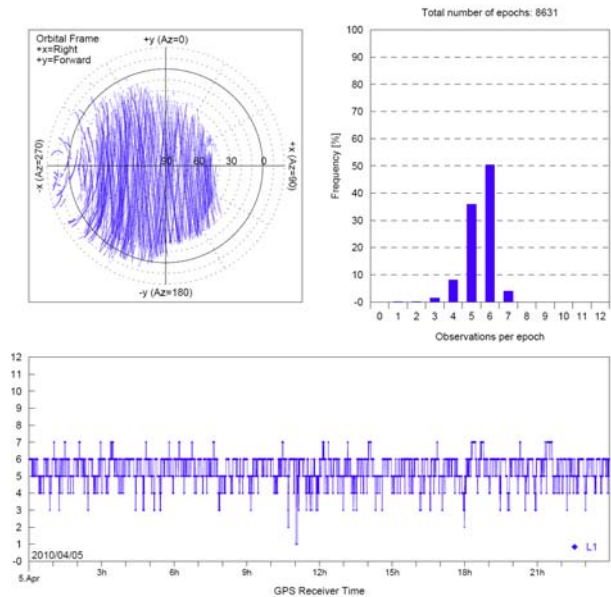 Total number of epochs: 8631
Orbital Frame
+x=Right
+y=Forward
+y (Az=0)
-x (Az=270)
90 60 30 0
+x (Az=90)
-y (Az=180)
Frequency [%]
100
90
80
70
60
50
40
30
20
10
-0
0 1 2 3 4 5 6 7 8 9 10 11 12
Observations per epoch
12
11
10
9
8
7
6
5
4
3
2
1
-0
2010/04/05
L1
5.Apr 3h 6h 9h 12h 15h 18h 21h
GPS Receiver Time